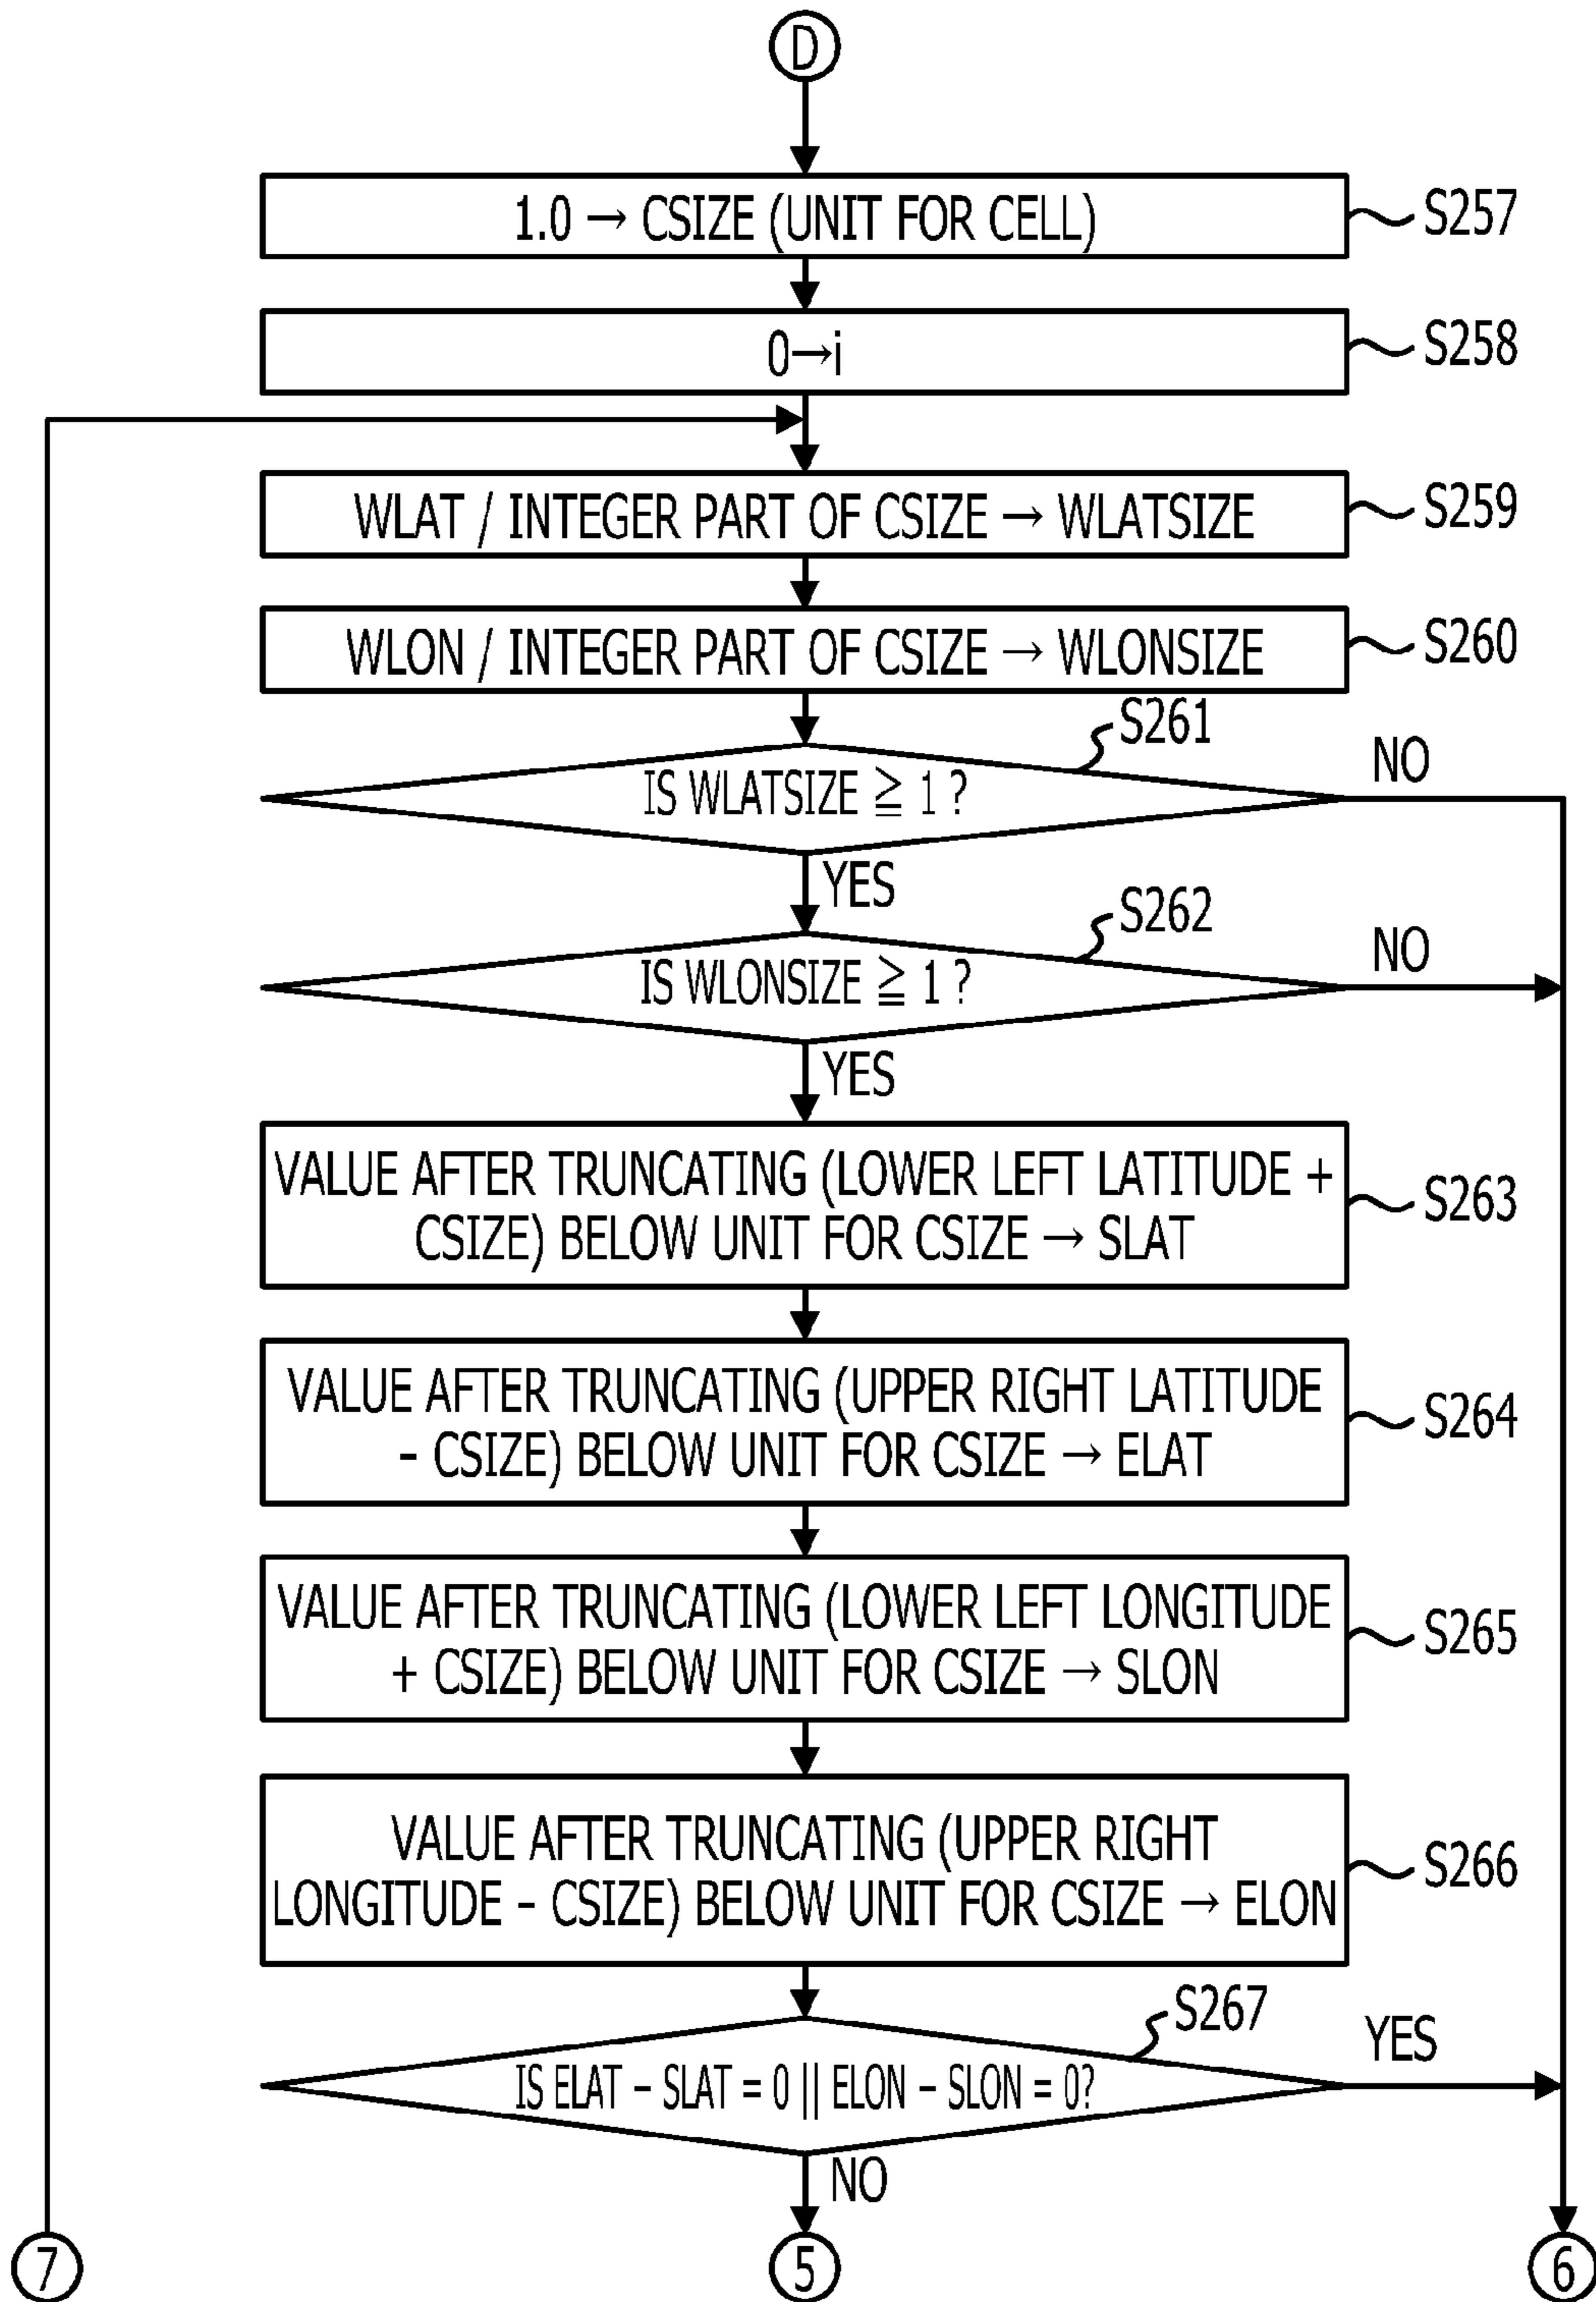 D
1.0 → CSIZE (UNIT FOR CELL)
S257
0→i
S258
WLAT / INTEGER PART OF CSIZE → WLATSIZE
S259
WLON / INTEGER PART OF CSIZE → WLONSIZE
S260
S261
IS WLATSIZE ≧ 1 ?
NO
YES
S262
IS WLONSIZE ≧ 1 ?
NO
YES
VALUE AFTER TRUNCATING (LOWER LEFT LATITUDE +
CSIZE) BELOW UNIT FOR CSIZE → SLAT
S263
VALUE AFTER TRUNCATING (UPPER RIGHT LATITUDE
– CSIZE) BELOW UNIT FOR CSIZE → ELAT
S264
VALUE AFTER TRUNCATING (LOWER LEFT LONGITUDE
+ CSIZE) BELOW UNIT FOR CSIZE → SLON
S265
VALUE AFTER TRUNCATING (UPPER RIGHT
LONGITUDE – CSIZE) BELOW UNIT FOR CSIZE → ELON
S266
S267
IS ELAT – SLAT = 0 || ELON – SLON = 0?
YES
NO
7
5
6